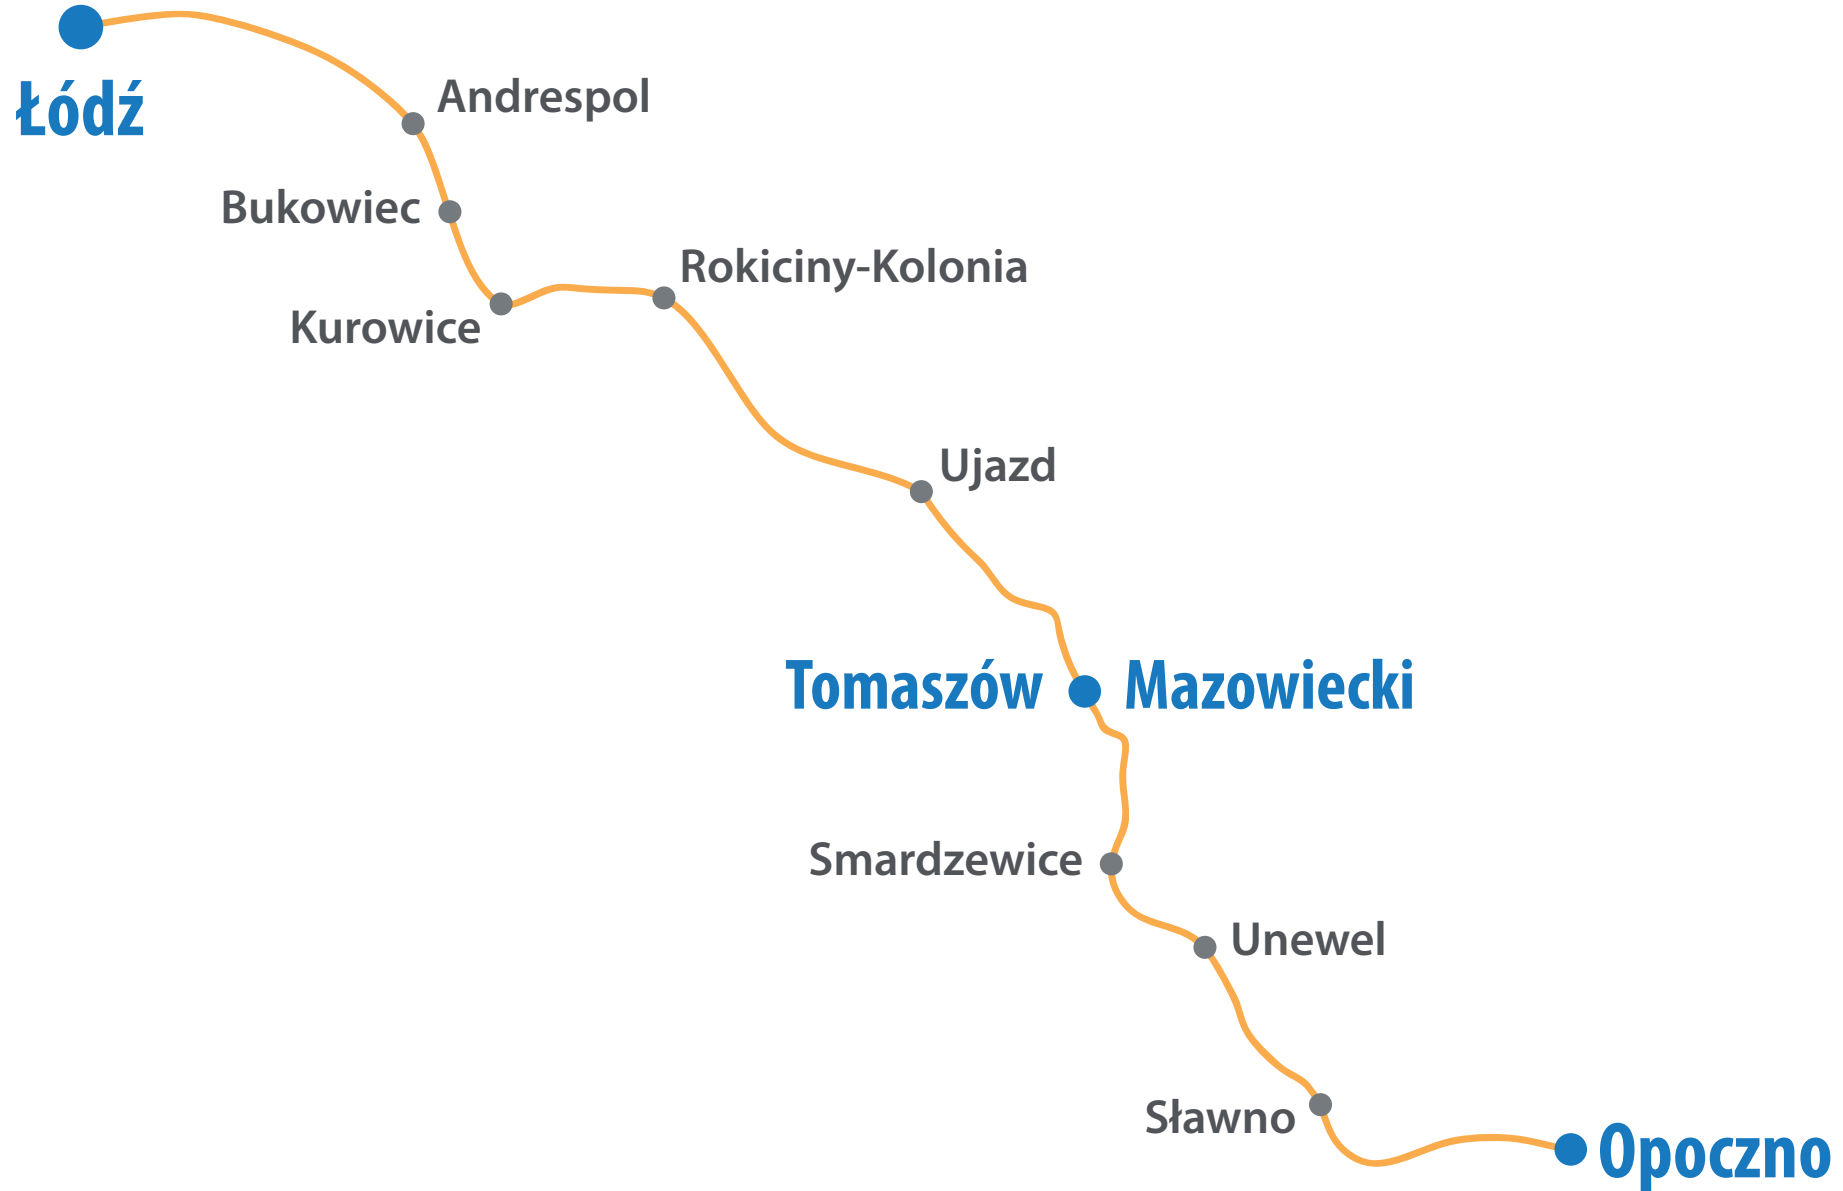 Łódź
Andrespol
Bukowiec
Rokiciny-Kolonia
Kurowice
Ujazd
Tomaszów Mazowiecki
Smardzewice
Unewel
Sławno
Opoczno